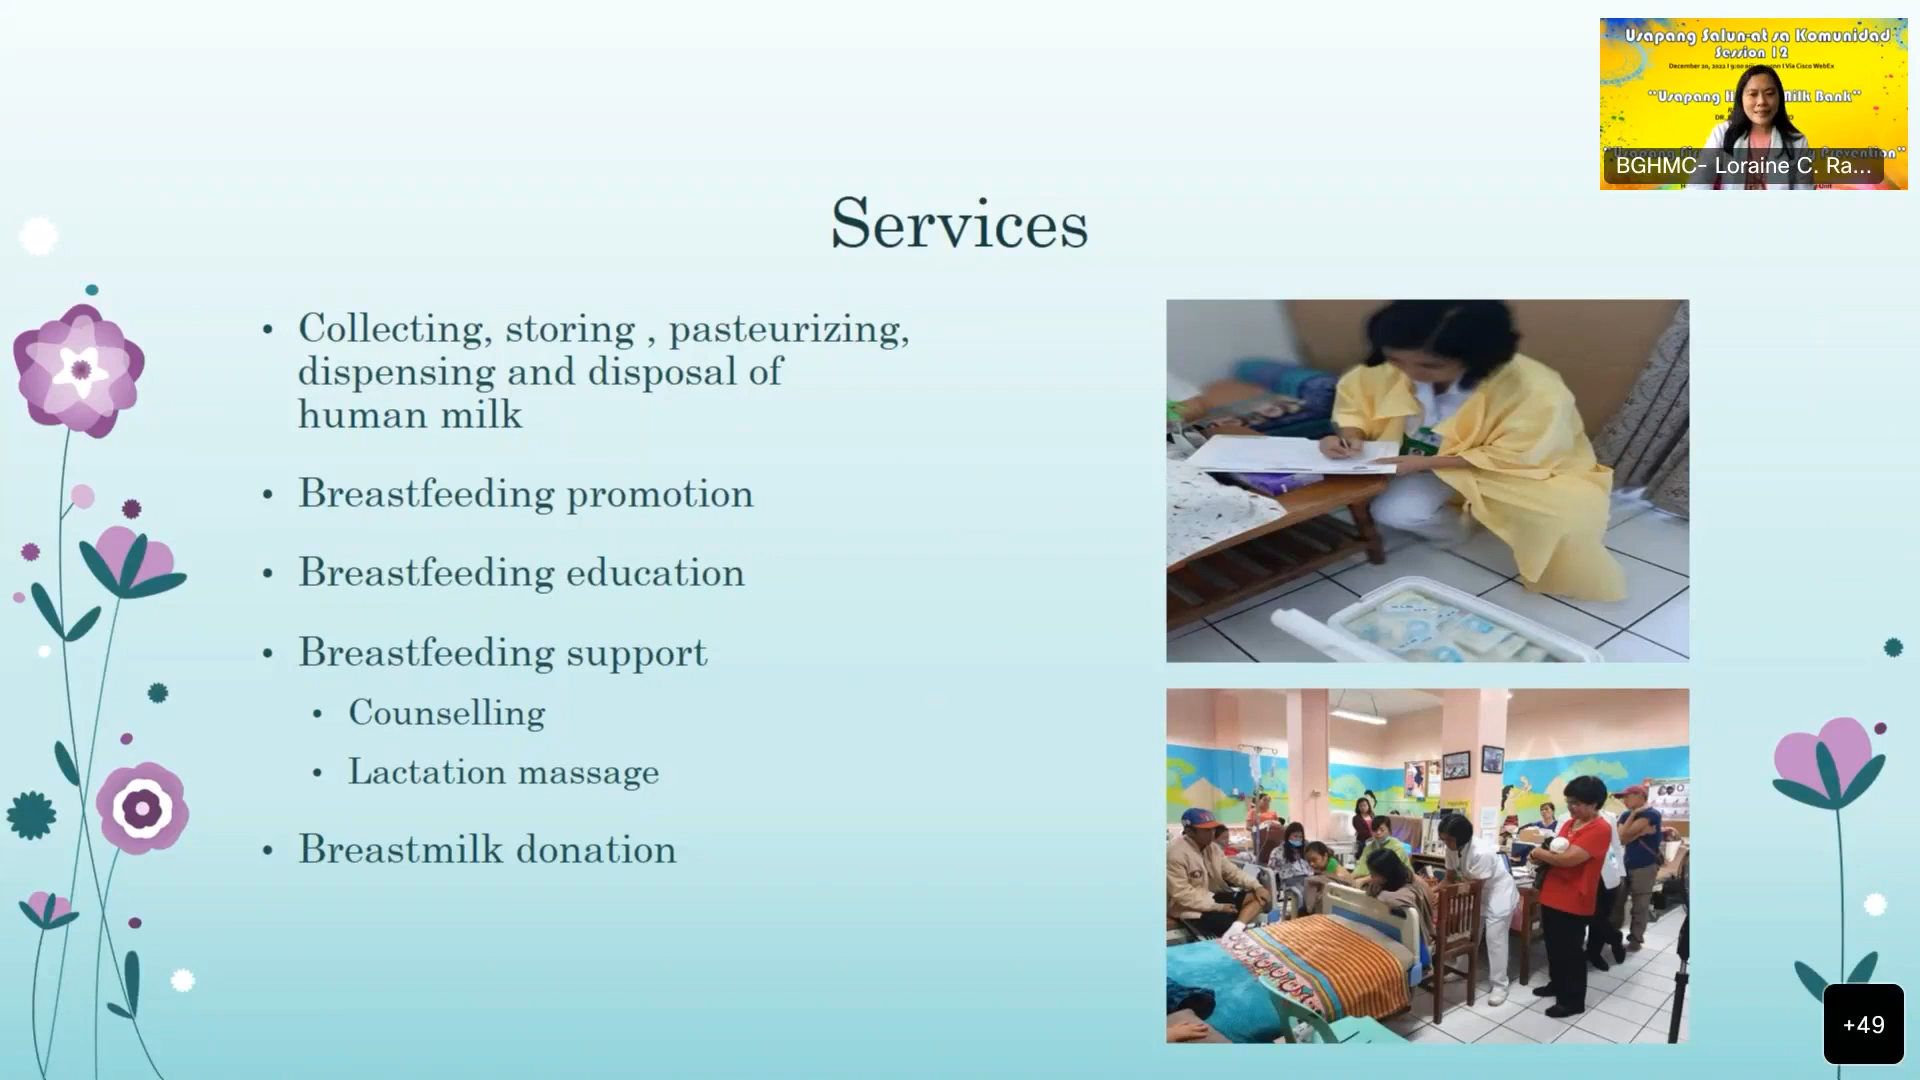 Usapang Salun-at sa Komunidad
Session 12
"Usapang Milk Bank"
Prevention"
BGHMC- Loraine C. Ra...
Services
• Collecting, storing , pasteurizing,
dispensing and disposal of
human milk
• Breastfeeding promotion
• Breastfeeding education
• Breastfeeding support
• Counselling
• Lactation massage
• Breastmilk donation
+49